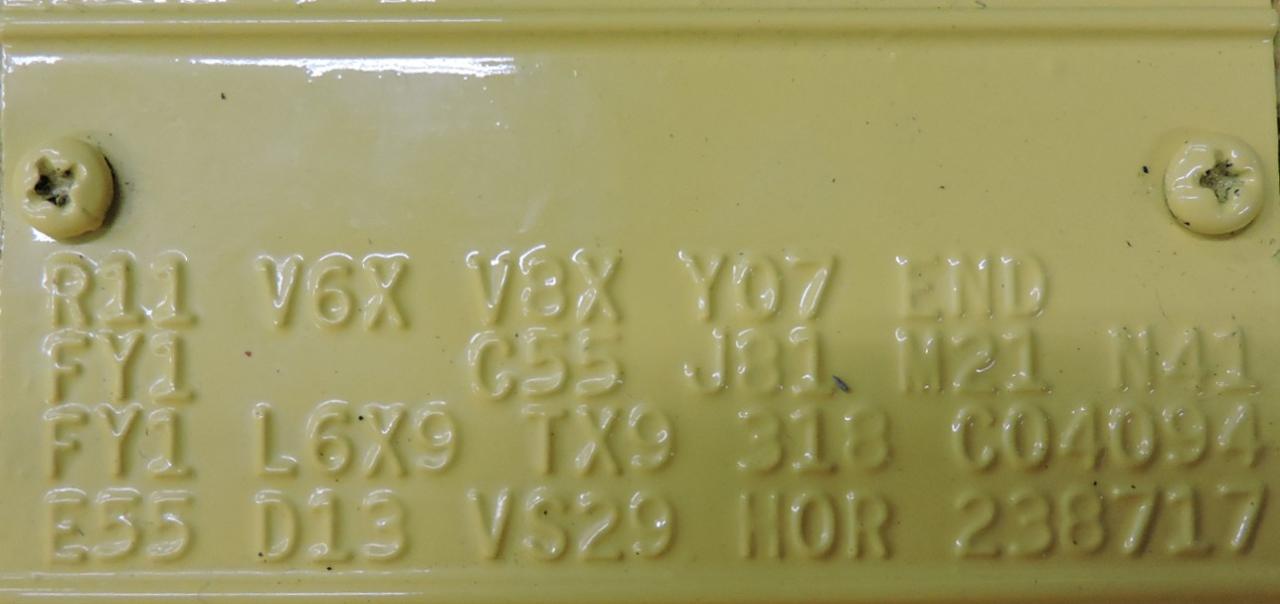 R11 V6X V8X Y07 END
FY1 C55 J81 M21 N41
FY1 L6X9 TX9 318 C04094
E55 D13 VS29 H0R 238717